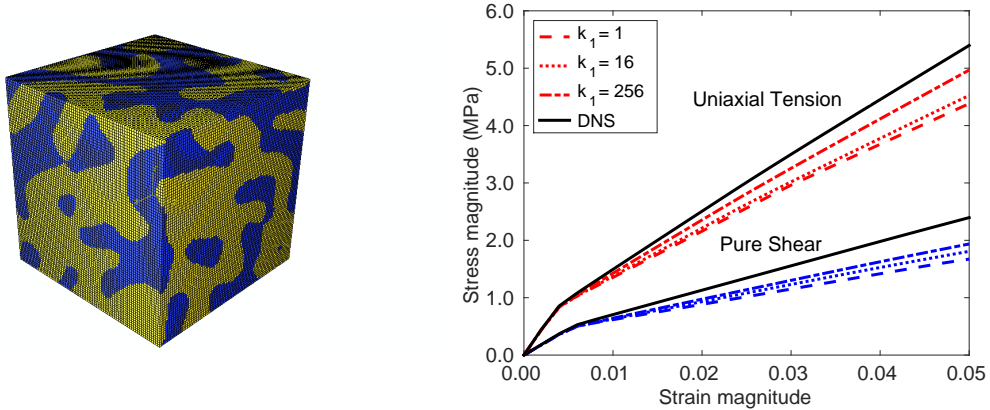 6.0
5.0
4.0
3.0
2.0
1.0
0.0
Stress magnitude (MPa)
k1 = 1
k1 = 16
k1 = 256
DNS
Uniaxial Tension
Pure Shear
0.00 0.01 0.02 0.03 0.04 0.05
Strain magnitude